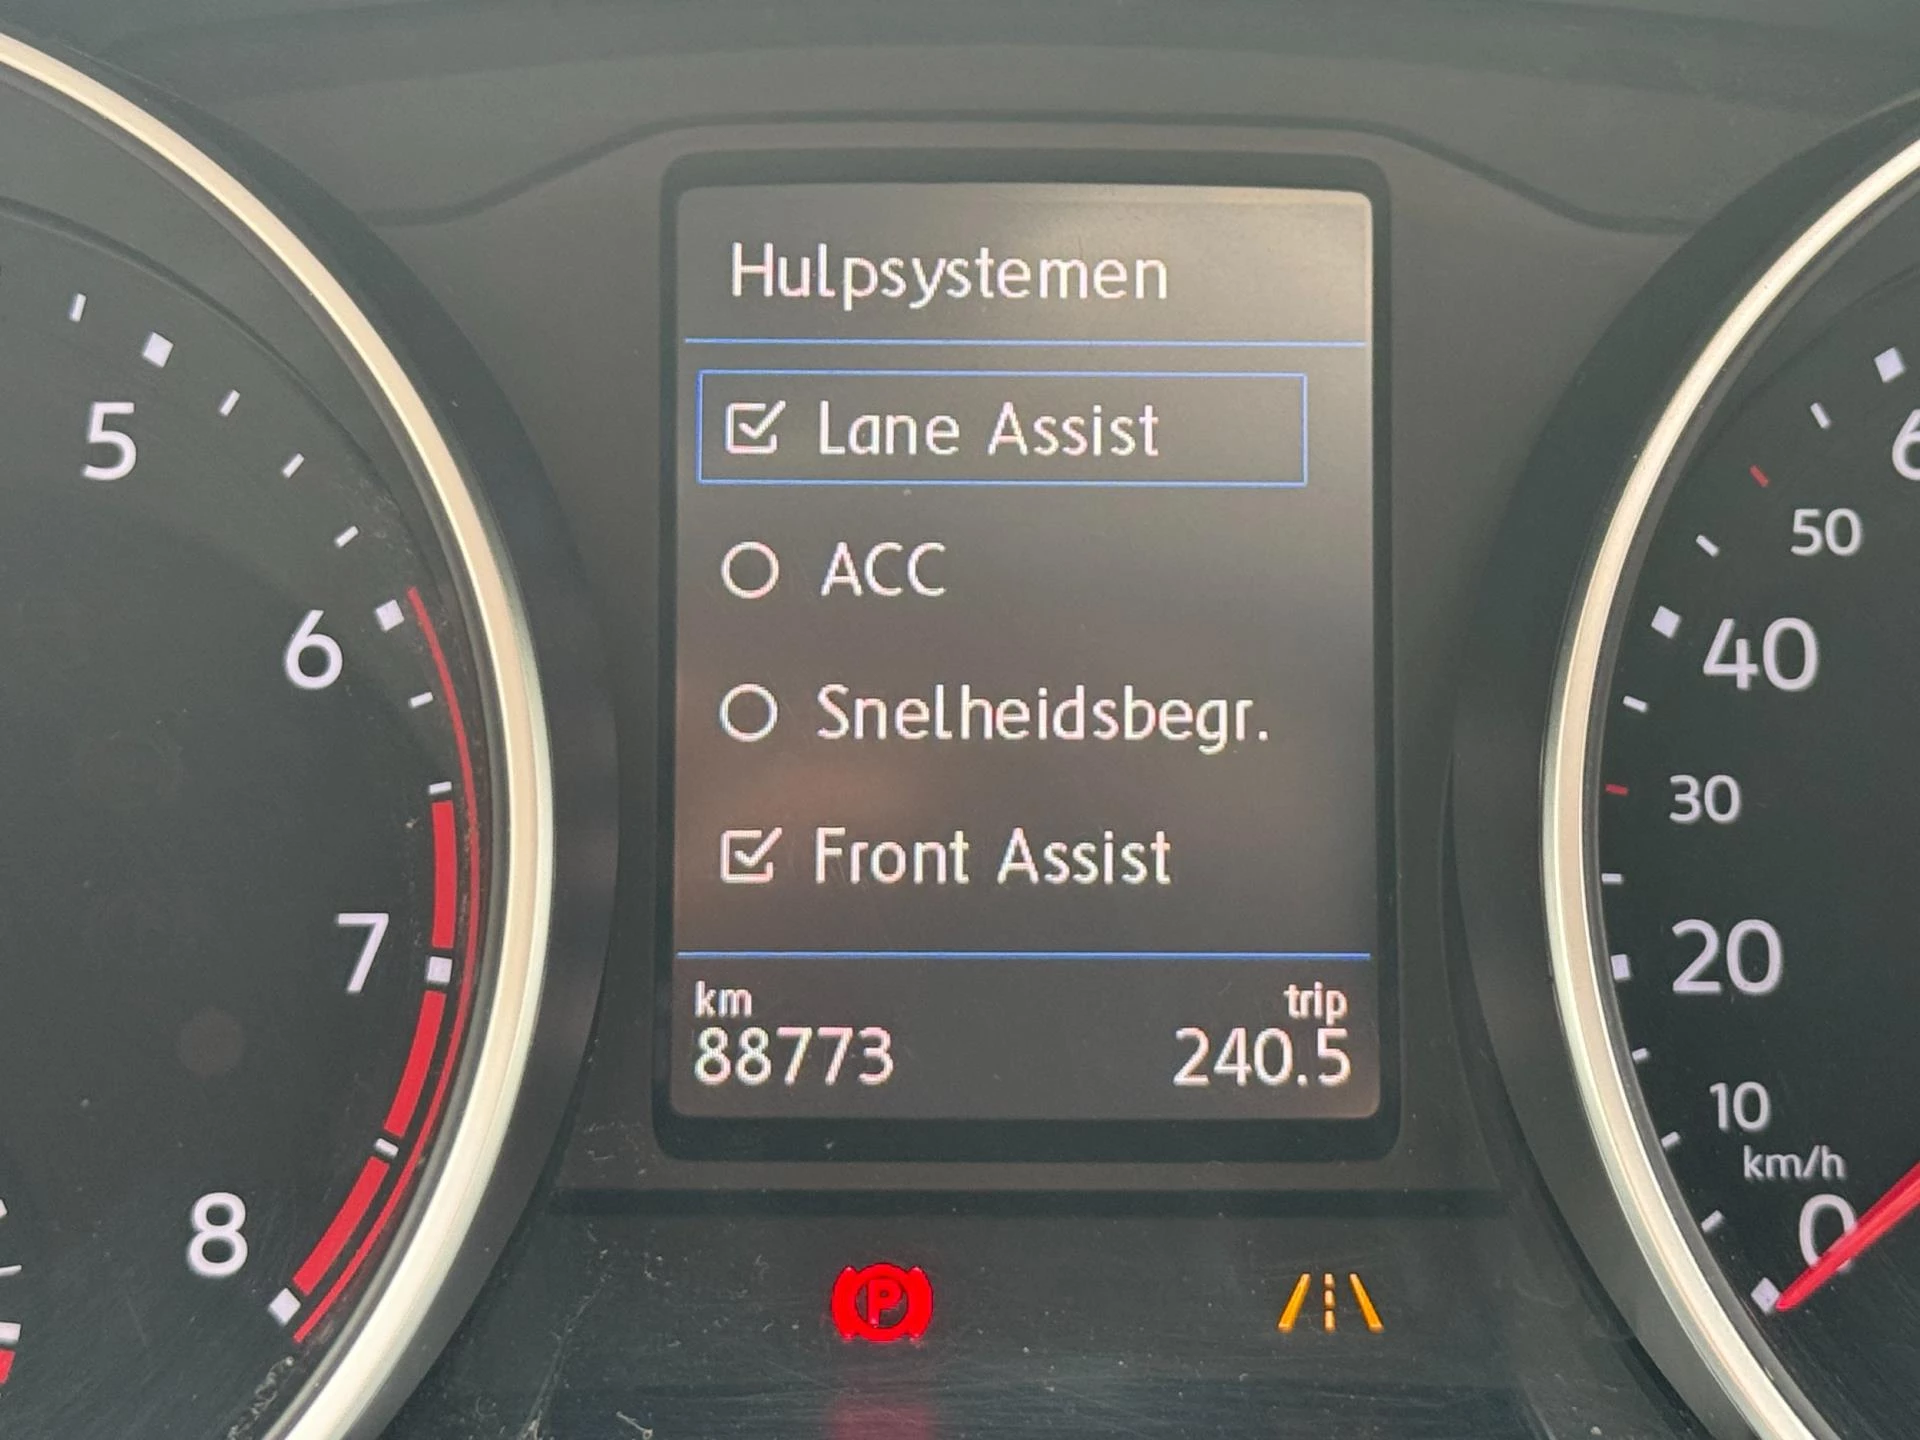 Hulpsystemen
Lane Assist
ACC
Snelheidsbegr.
Front Assist
km
trip
88773
240.5
5
6
7
8
50
40
30
20
10
km/h
0
P